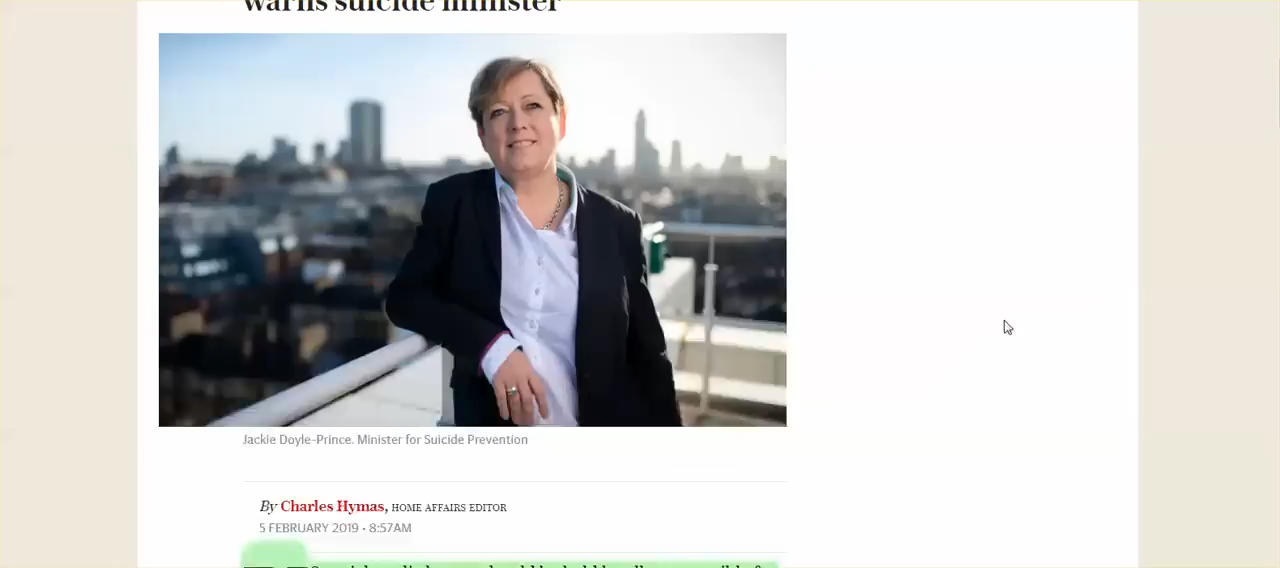 warns suicide minister
Jackie Doyle-Prince. Minister for Suicide Prevention
By Charles Hymas, HOME AFFAIRS EDITOR
5 FEBRUARY 2019 • 8:57AM